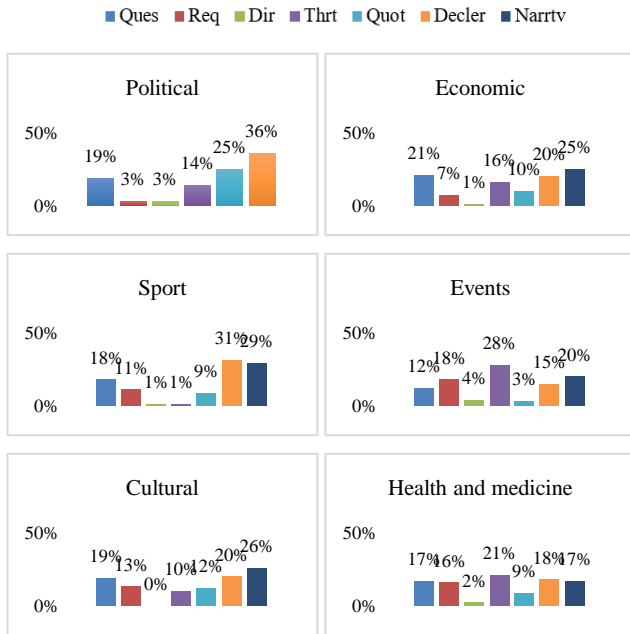 Ques Req Dir Thrt Quot Decler Narrtv
Political
50%
0%
19% 3% 3% 14% 25% 36%
Economic
50%
0%
21% 7% 1% 16% 10% 20% 25%
Sport
50%
0%
18% 11% 1% 1% 9% 31% 29%
Events
50%
0%
12% 18% 4% 28% 3% 15% 20%
Cultural
50%
0%
19% 13% 0% 10% 12% 20% 26%
Health and medicine
50%
0%
17% 16% 2% 21% 9% 18% 17%